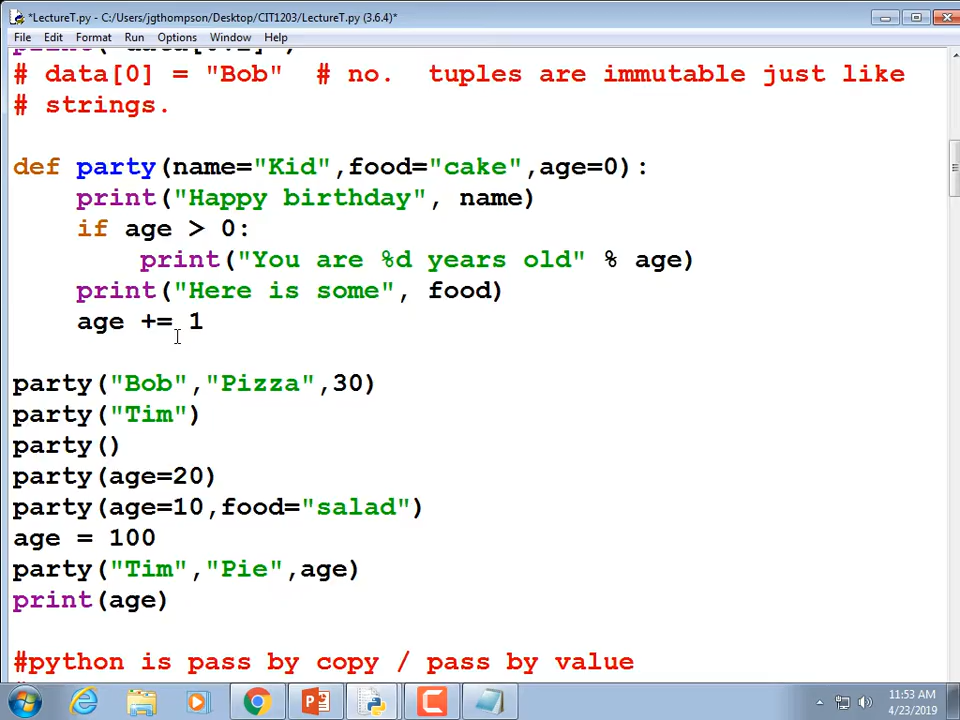 *LectureT.py - C:/Users/jgthompson/Desktop/CIT1203/LectureT.py (3.6.4)*
File Edit Format Run Options Window Help
# data[0] = "Bob"  # no.  tuples are immutable just like
# strings.
def party(name="Kid",food="cake",age=0):
    print("Happy birthday", name)
    if age > 0:
        print("You are %d years old" % age)
    print("Here is some", food)
    age += 1
party("Bob","Pizza",30)
party("Tim")
party()
party(age=20)
party(age=10,food="salad")
age = 100
party("Tim","Pie",age)
print(age)
#python is pass by copy / pass by value
11:53 AM
4/23/2019